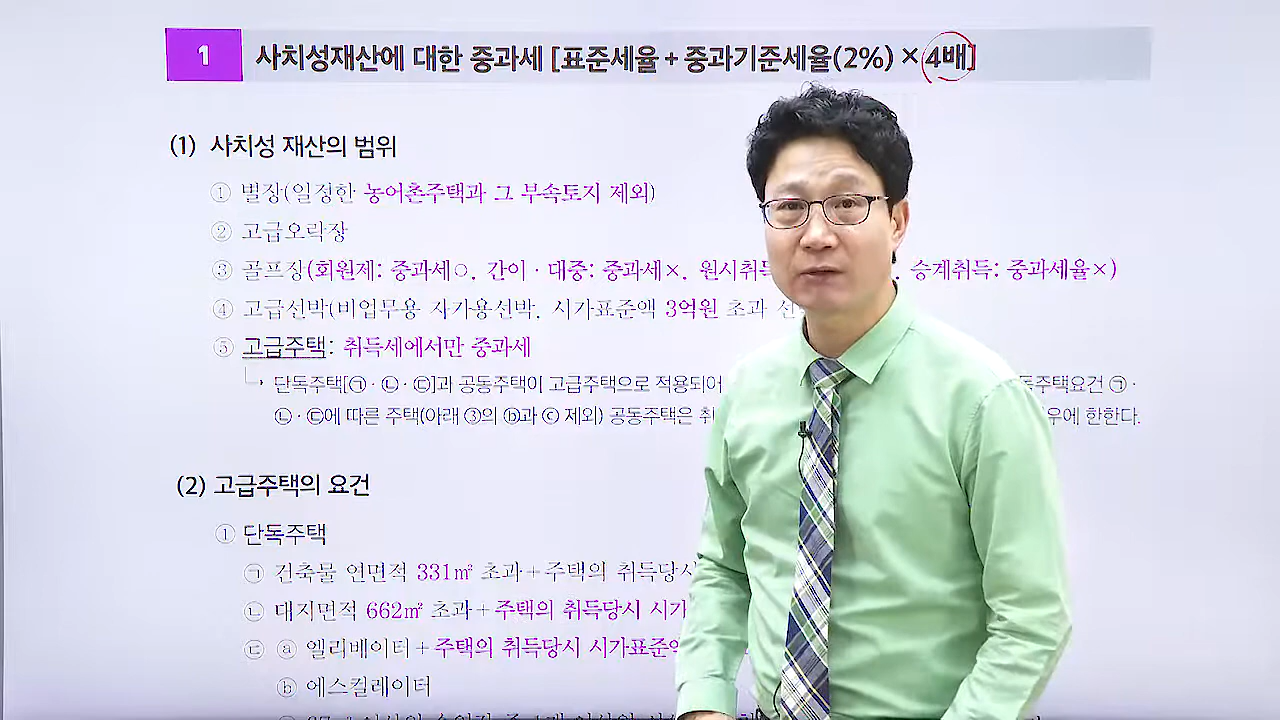 1 사치성재산에 대한 중과세 [표준세율+중과기준세율(2%)×4배]
(1) 사치성 재산의 범위
① 별장(일정한 농어촌주택과 그 부속토지 제외)
② 고급오락장
③ 골프장(회원제: 중과세○. 간이·대중: 중과세×. 원시취득 승계취득: 중과세율×)
④ 고급선박(비업무용 자가용선박. 시가표준액 3억원 초과
⑤ 고급주택: 취득세에서만 중과세
단독주택[㉠·㉡·㉢]과 공동주택이 고급주택으로 적용되어 주택요건 ㉠·
㉡·㉢에 따른 주택(아래 ③의 ⓑ과 ⓒ 제외) 공동주택은 한한다.
(2) 고급주택의 요건
① 단독주택
㉠ 건축물 연면적 331㎡ 초과+주택의 취득당시
㉡ 대지면적 662㎡ 초과+주택의 취득당시 시가
㉢ ⓐ 엘리베이터+주택의 취득당시 시가표준액
ⓑ 에스컬레이터